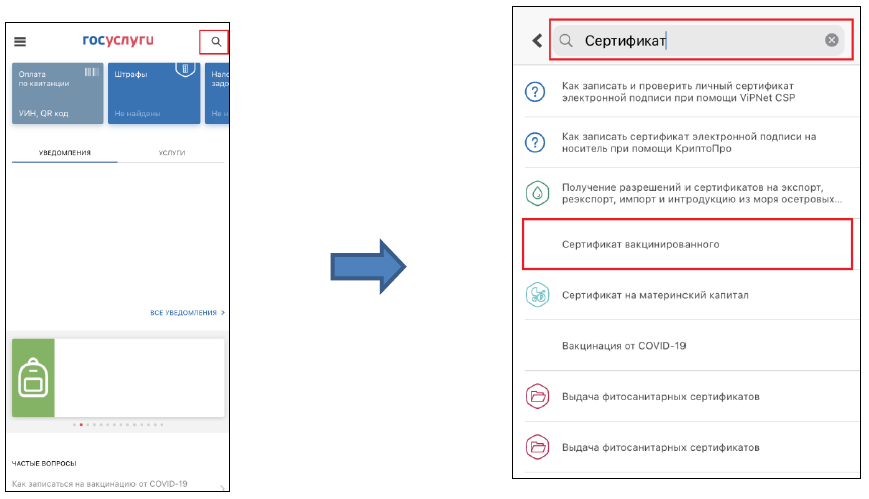 госуслуги
Оплата
по квитанции
УИН, QR код
Штрафы
Не найдены
Нало
задо
Не н
УВЕДОМЛЕНИЯ
УСЛУГИ
ВСЕ УВЕДОМЛЕНИЯ >
ЧАСТЫЕ ВОПРОСЫ
Как записаться на вакцинацию от COVID-19
Сертификат
Как записать и проверить личный сертификат
электронной подписи при помощи ViPNet CSP
Как записать сертификат электронной подписи на
носитель при помощи КриптоПро
Получение разрешений и сертификатов на экспорт,
реэкспорт, импорт и интродукцию из моря осетровых...
Сертификат вакцинированного
Сертификат на материнский капитал
Вакцинация от COVID-19
Выдача фитосанитарных сертификатов
Выдача фитосанитарных сертификатов